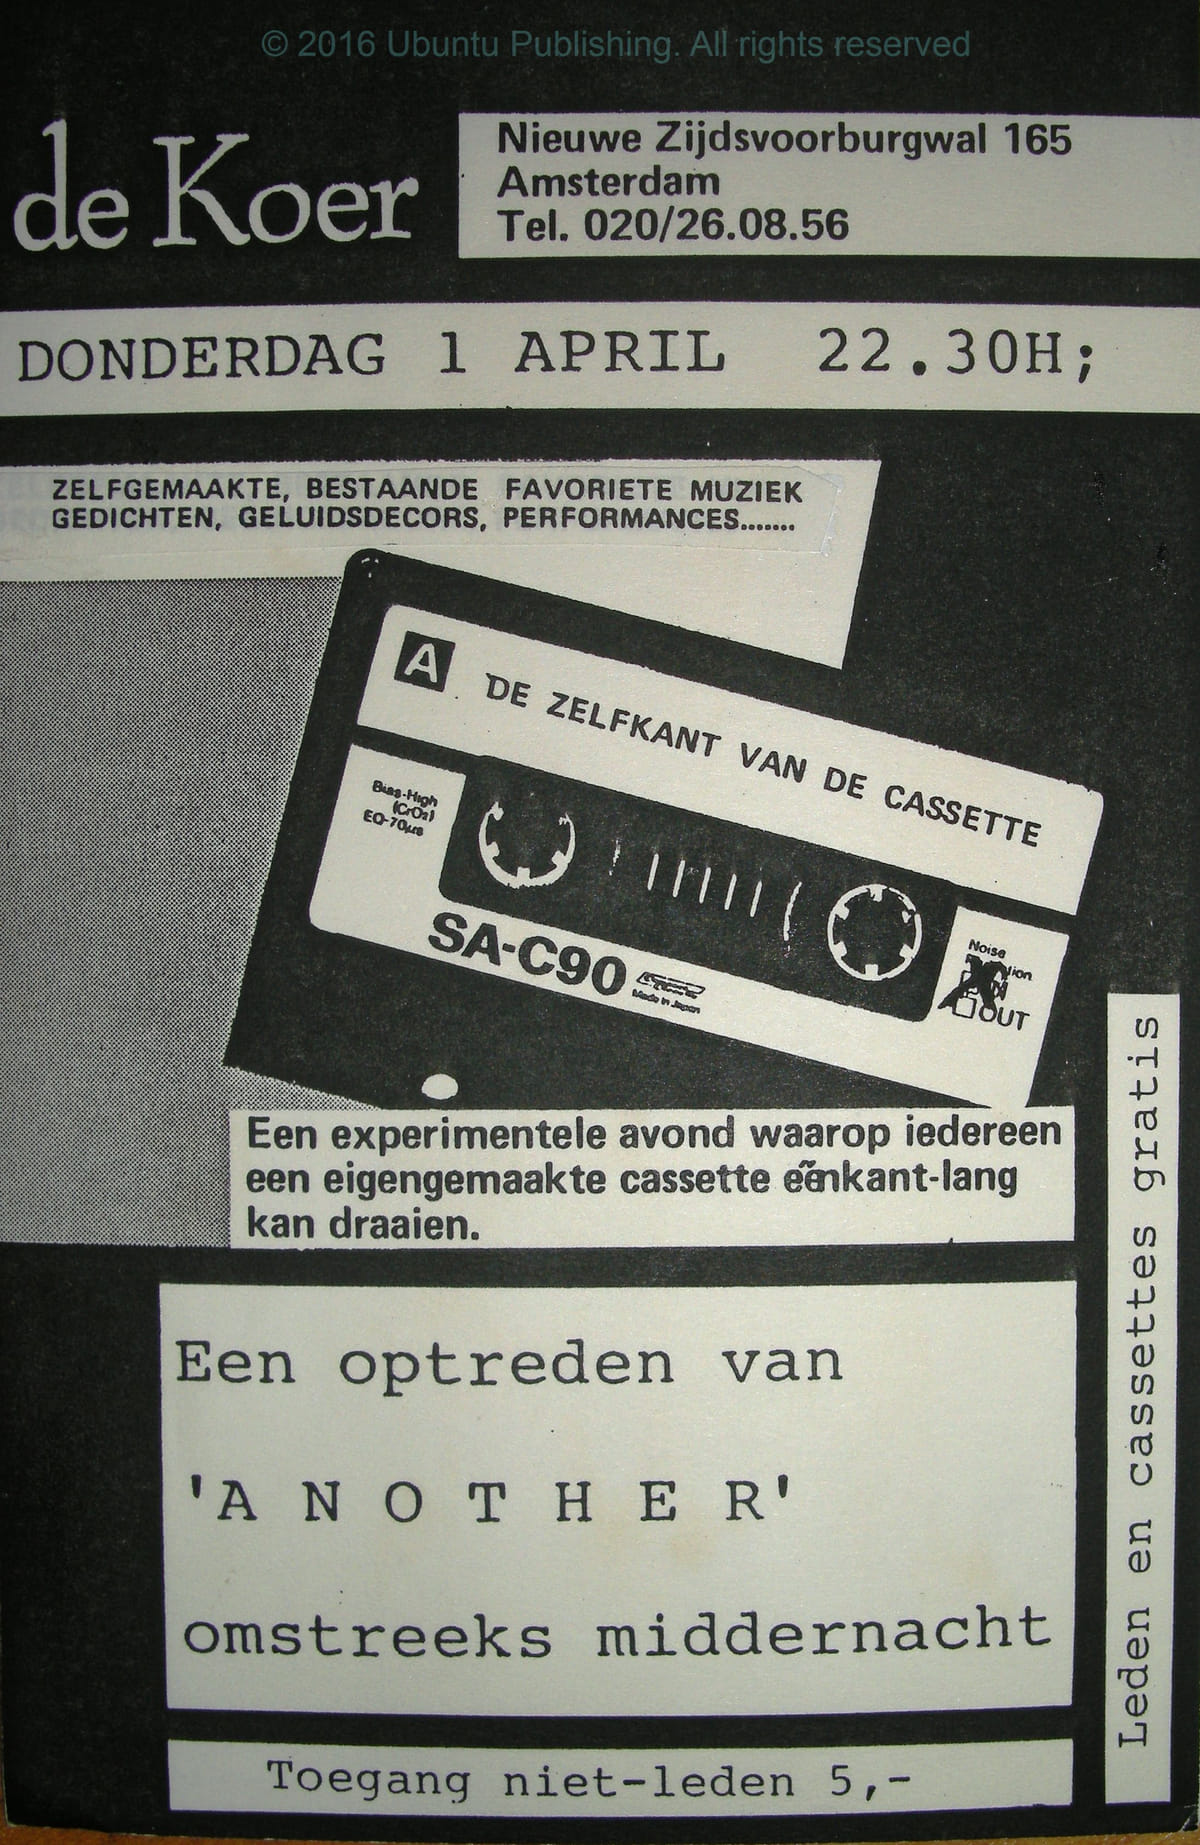 © 2016 Ubuntu Publishing. All rights reserved
de Koer
Nieuwe Zijdsvoorburgwal 165
Amsterdam
Tel. 020/26.08.56
DONDERDAG 1 APRIL 22.30H;
ZELFGEMAAKTE, BESTAANDE FAVORIETE MUZIEK
GEDICHTEN, GELUIDSDECORS, PERFORMANCES.......
A DE ZELFKANT VAN DE CASSETTE
Bias-High
(CrO2)
EQ-70µs
SA-C90
Made in Japan
Noise
OUT
Een experimentele avond waarop iedereen
een eigengemaakte cassette eénkant-lang
kan draaien.
Een optreden van
'A N O T H E R'
omstreeks middernacht
Toegang niet-leden 5,-
Leden en cassettes gratis